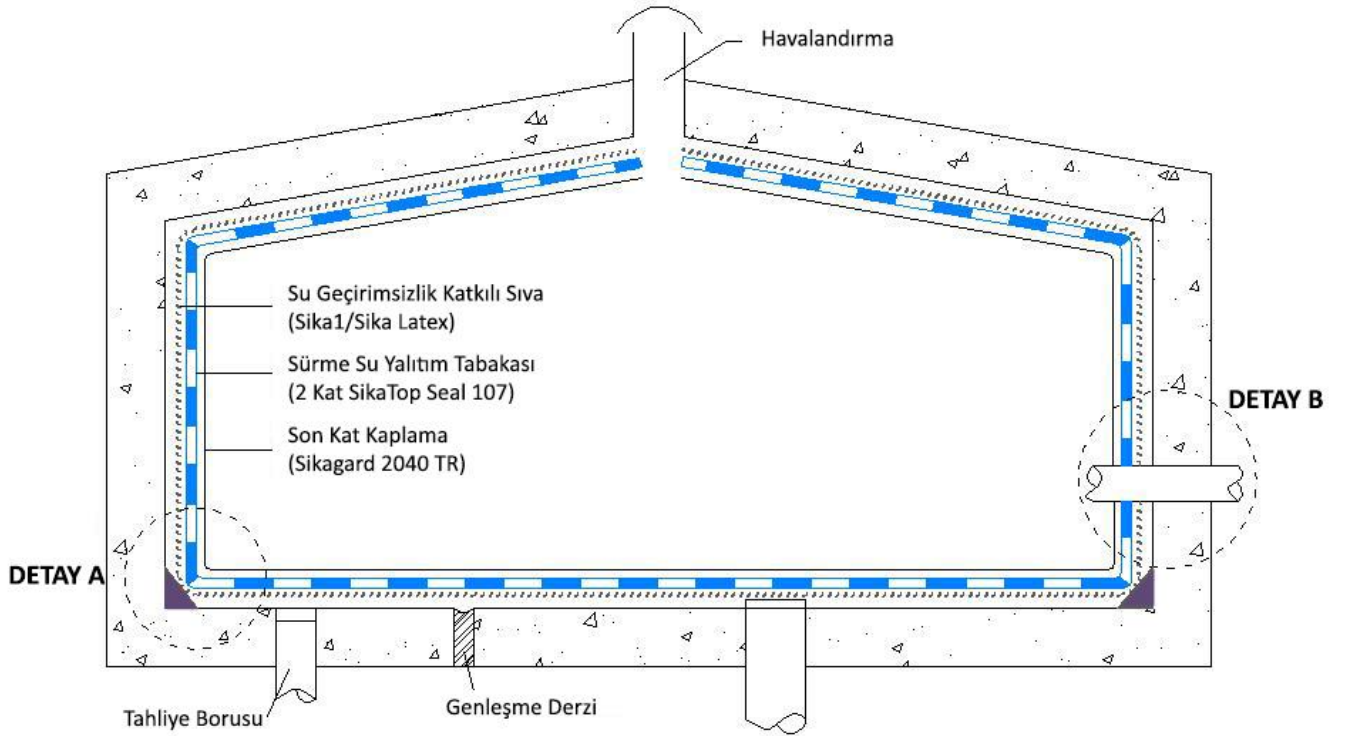 Havalandırma
Su Geçirimsizlik Katkılı Sıva
(Sika1/Sika Latex)
Sürme Su Yalıtım Tabakası
(2 Kat SikaTop Seal 107)
DETAY B
Son Kat Kaplama
(Sikagard 2040 TR)
DETAY A
Genleşme Derzi
Tahliye Borusu